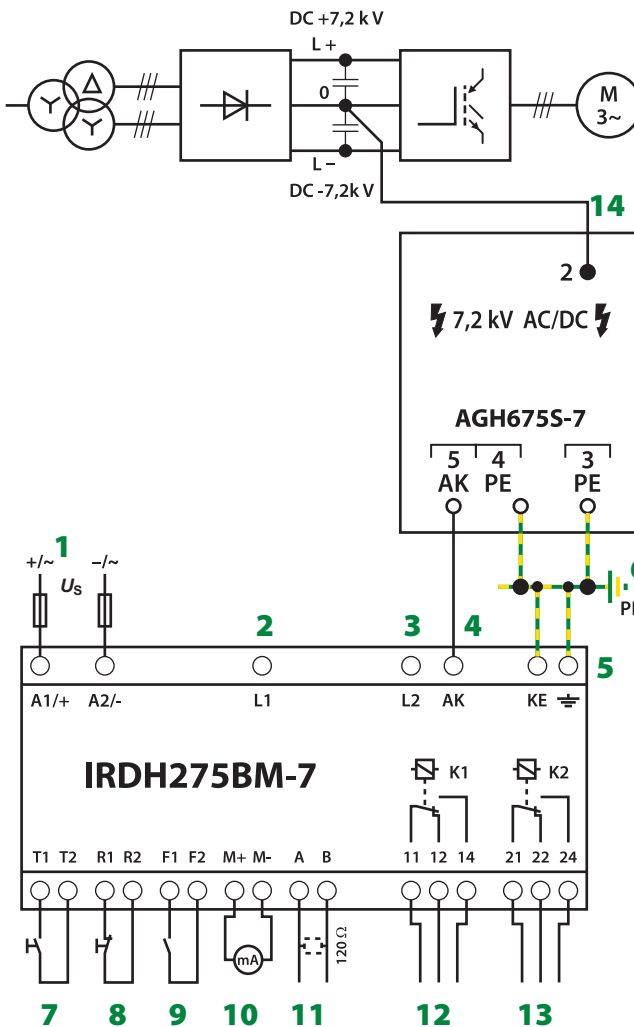 DC +7,2 k V
L +
0
L –
DC -7,2k V
M
3~
14
2
7,2 kV AC/DC
AGH675S-7
5 4 3
AK PE PE
1
+/~ –/~
US
2 3 4
PE
5
A1/+ A2/- L1 L2 AK KE
IRDH275BM-7
K1 K2
T1 T2 R1 R2 F1 F2 M+ M- A B 11 12 14 21 22 24
mA
120 Ω
7 8 9 10 11 12 13